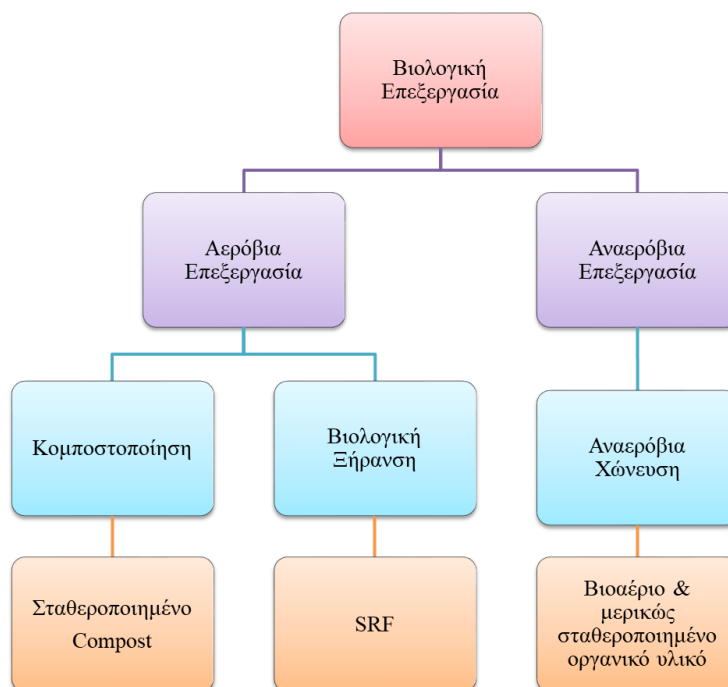 Βιολογική
Επεξεργασία
Αερόβια
Επεξεργασία
Αναερόβια
Επεξεργασία
Κομποστοποίηση
Βιολογική
Ξήρανση
Αναερόβια
Χώνευση
Σταθεροποιημένο
Compost
SRF
Βιοαέριο &
μερικώς
σταθεροποιημένο
οργανικό υλικό